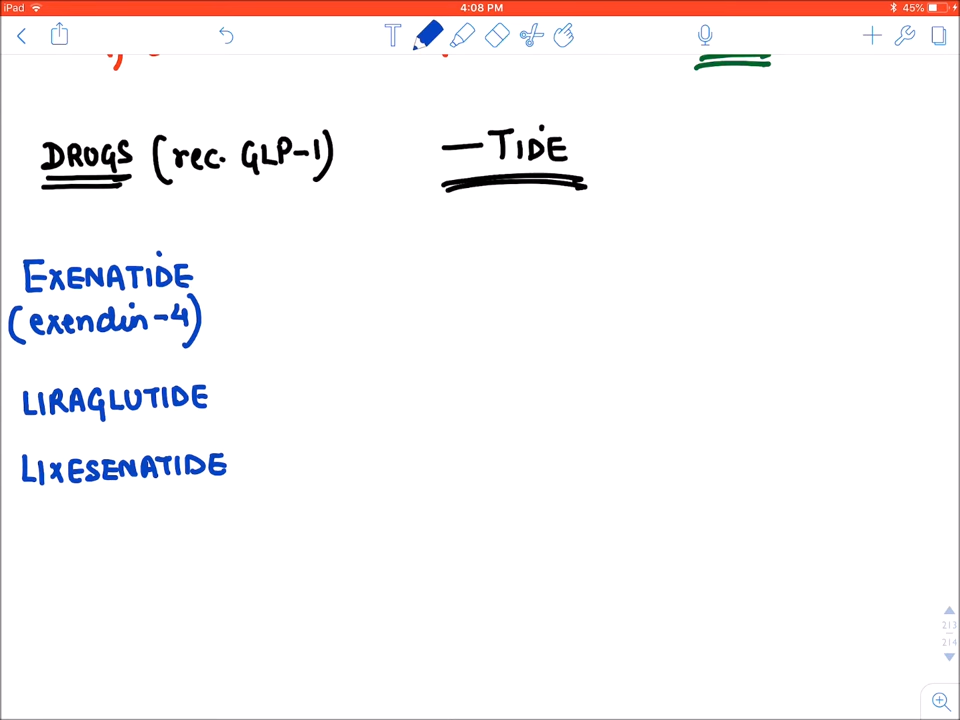 iPad 4:08 PM 45%
T
DRUGS (rec. GLP-1) —TIDE
EXENATIDE
(exendin-4)
LIRAGLUTIDE
LIXESENATIDE
213
214